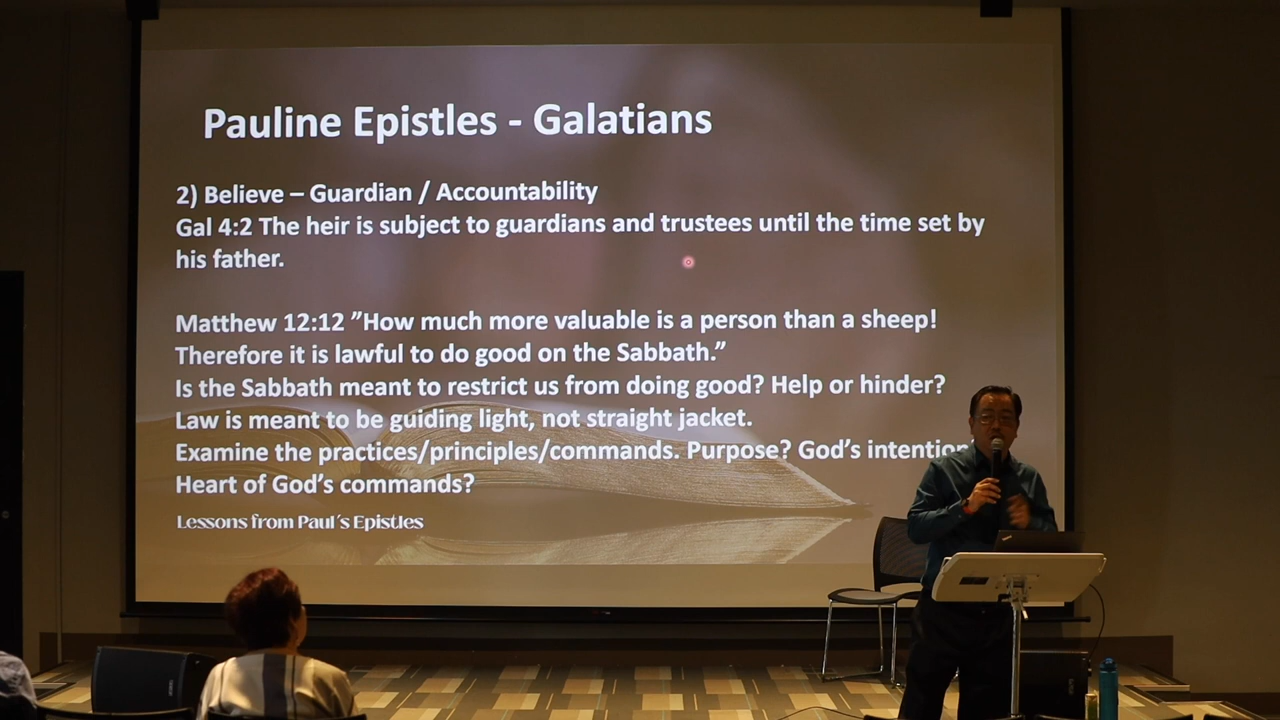 Pauline Epistles - Galatians
2) Believe – Guardian / Accountability
Gal 4:2 The heir is subject to guardians and trustees until the time set by
his father.
Matthew 12:12 ”How much more valuable is a person than a sheep!
Therefore it is lawful to do good on the Sabbath.”
Is the Sabbath meant to restrict us from doing good? Help or hinder?
Law is meant to be guiding light, not straight jacket.
Examine the practices/principles/commands. Purpose? God’s intention
Heart of God’s commands?
Lessons from Paul's Epistles